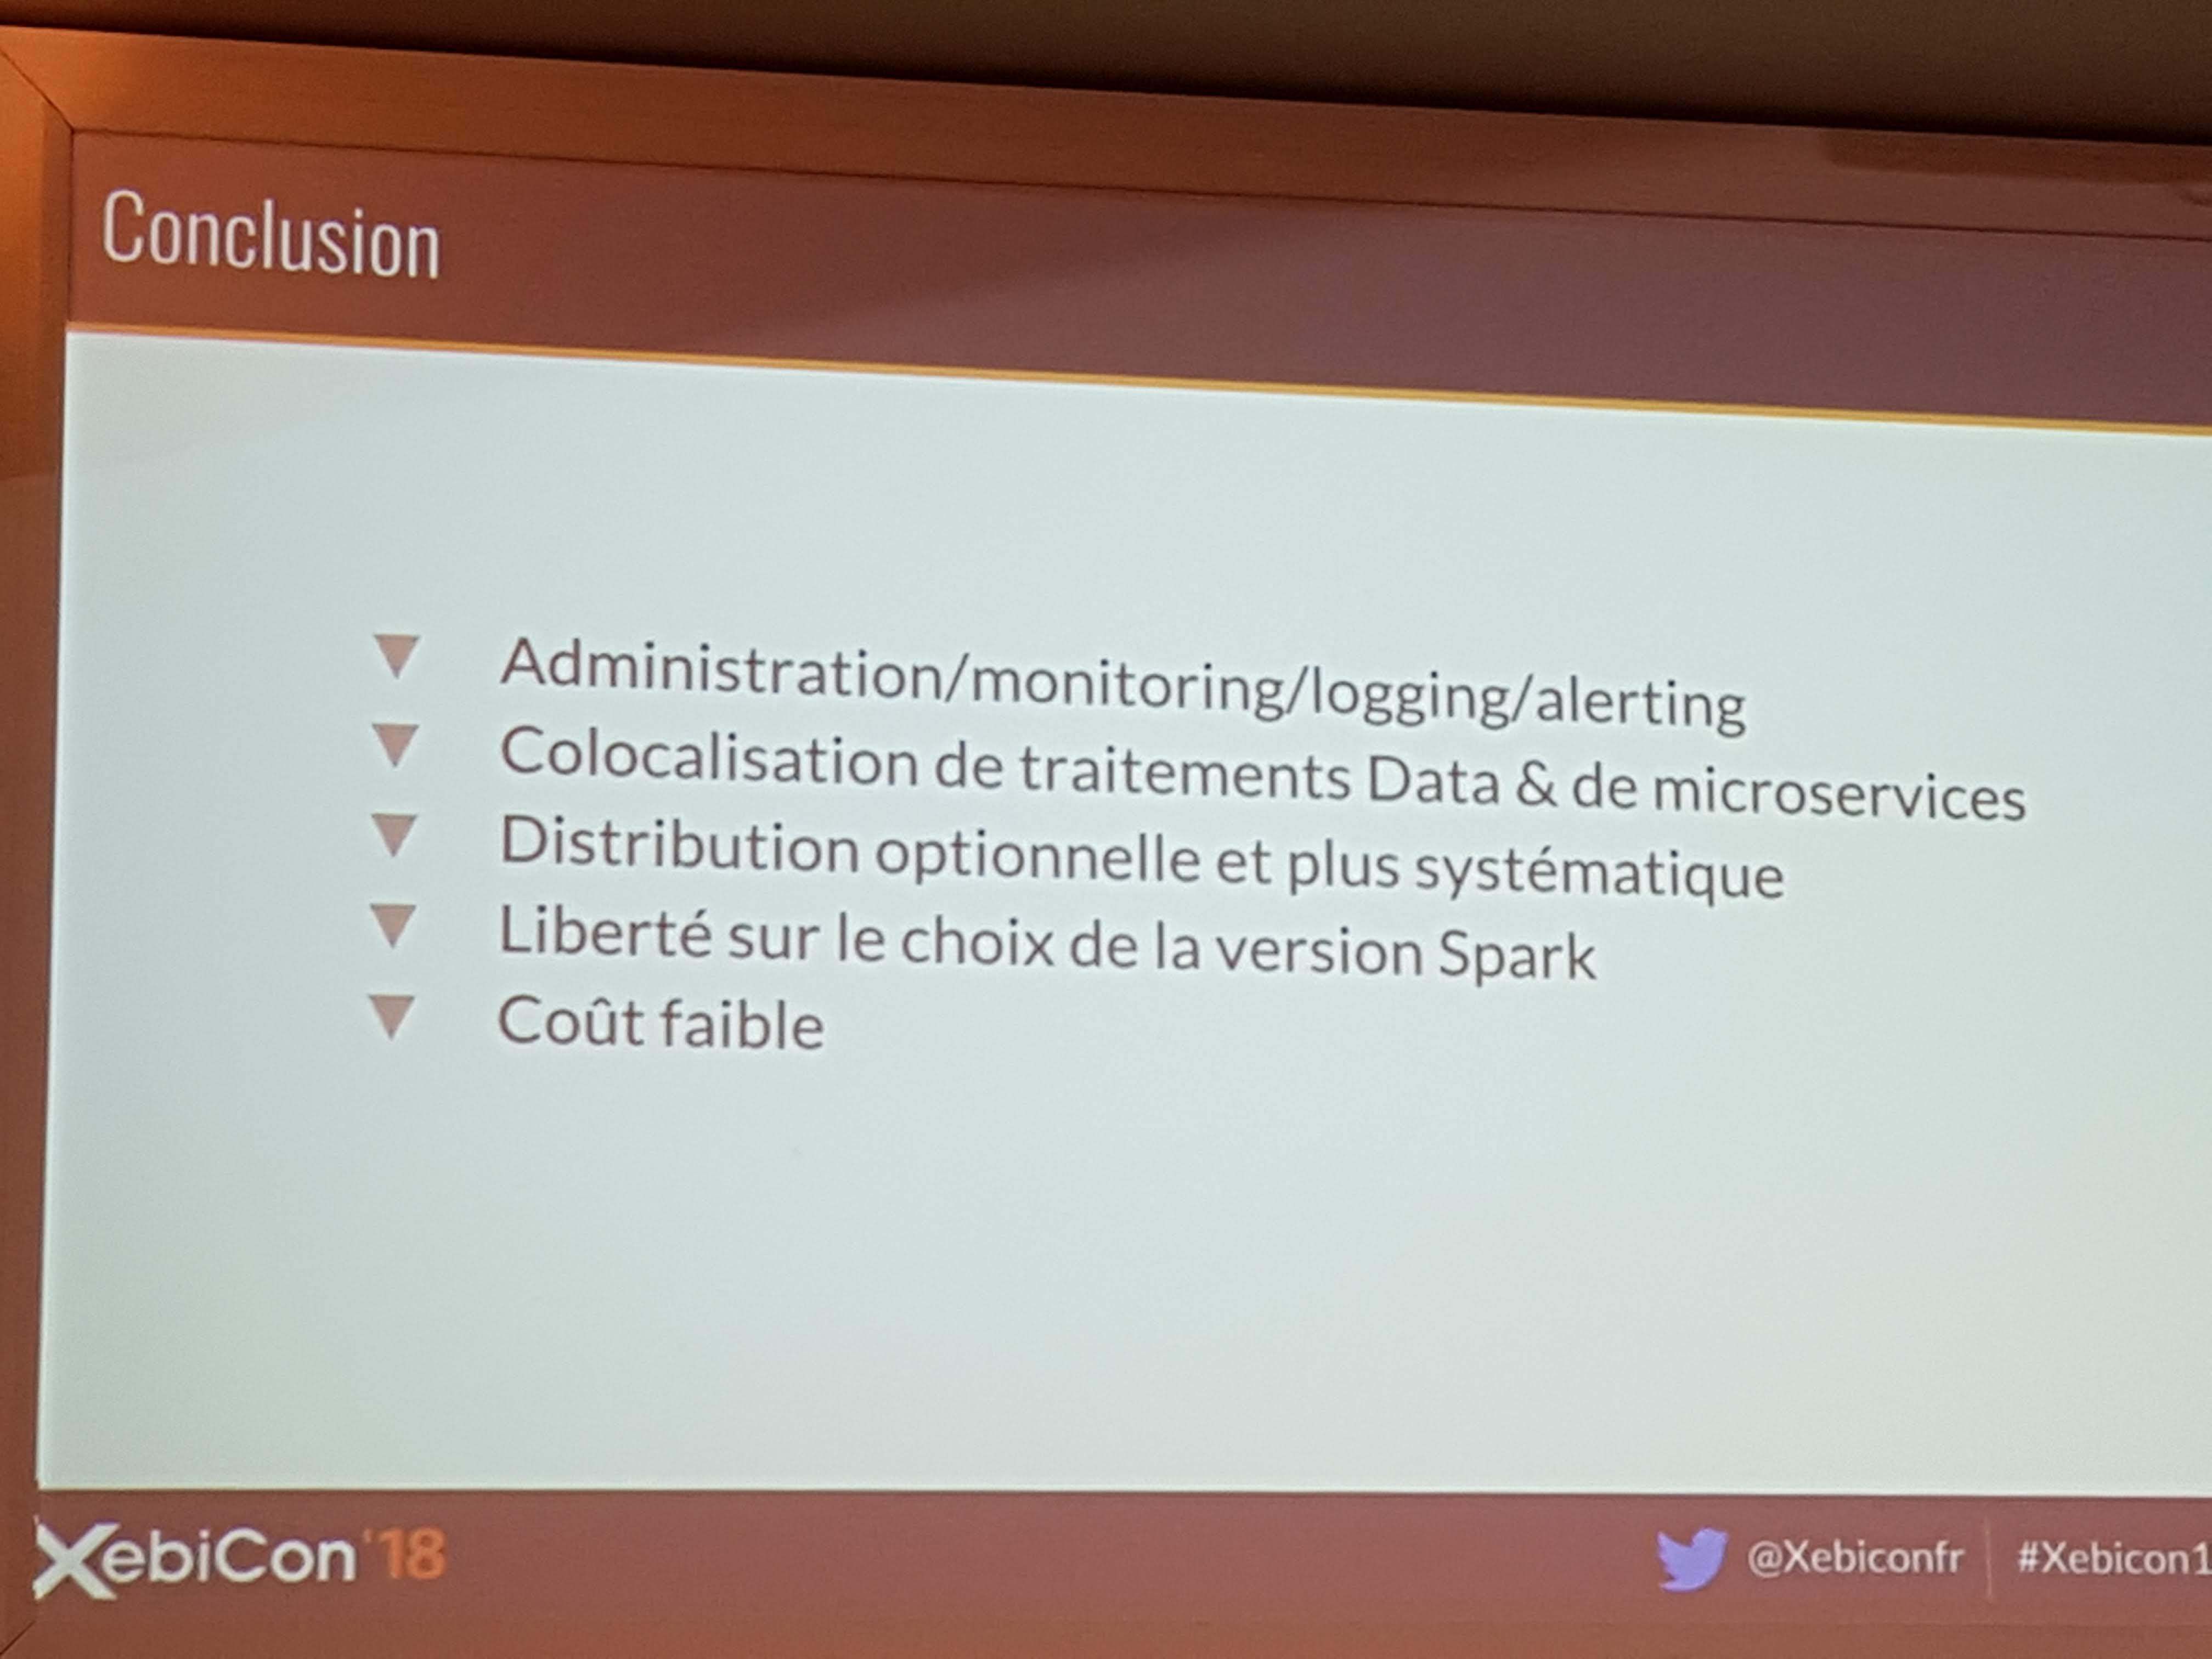 Conclusion
Administration/monitoring/logging/alerting
Colocalisation de traitements Data & de microservices
Distribution optionnelle et plus systématique
Liberté sur le choix de la version Spark
Coût faible
XebiCon'18
@Xebiconfr #Xebicon1